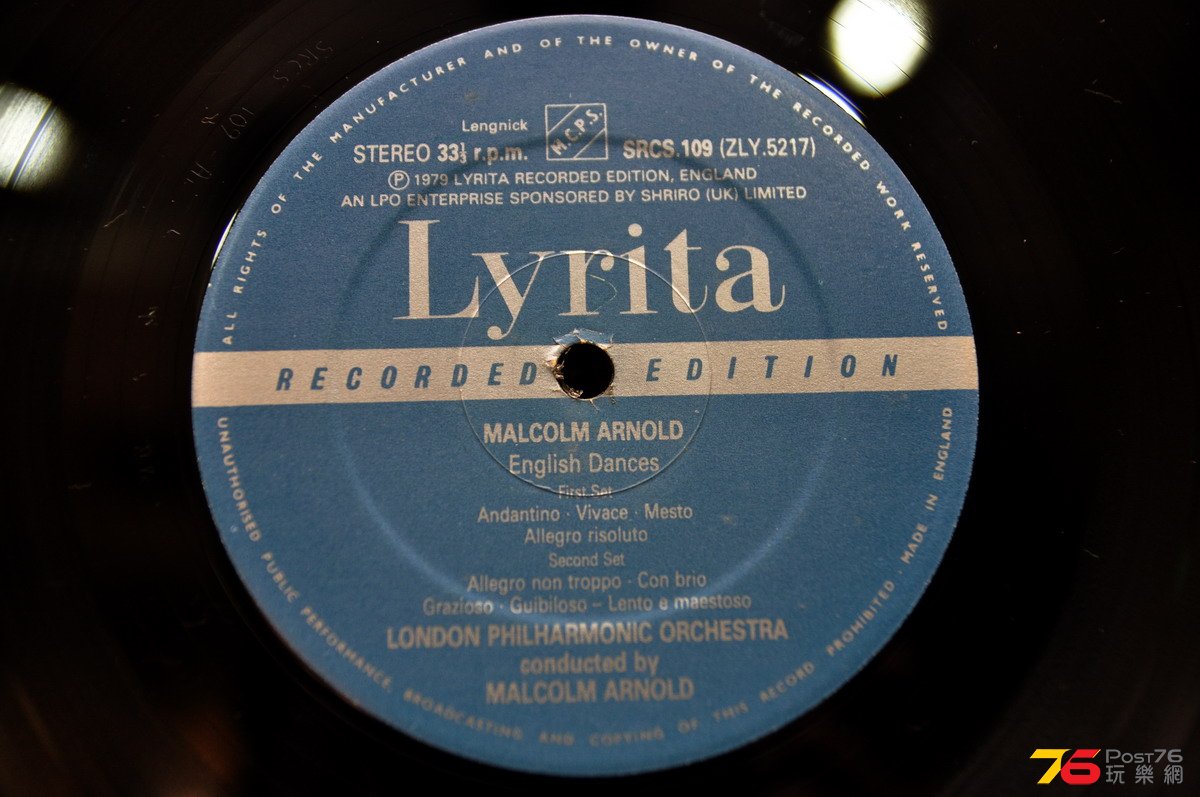 ALL RIGHTS OF THE MANUFACTURER AND OF THE OWNER OF THE RECORDED WORK RESERVED
Lengnick
M.C.P.S.
STEREO 33⅓ r.p.m.
SRCS.109 (ZLY.5217)
Ⓟ 1979 LYRITA RECORDED EDITION, ENGLAND
AN LPO ENTERPRISE SPONSORED BY SHRIRO (UK) LIMITED
Lyrita
RECORDED EDITION
MALCOLM ARNOLD
English Dances
First Set
Andantino · Vivace · Mesto
Allegro risoluto
Second Set
Allegro non troppo · Con brio
Grazioso · Guibiloso – Lento e maestoso
LONDON PHILHARMONIC ORCHESTRA
conducted by
MALCOLM ARNOLD
UNAUTHORISED PUBLIC PERFORMANCE, BROADCASTING AND COPYING OF THIS RECORD PROHIBITED · MADE IN ENGLAND
76 POST76
玩樂網